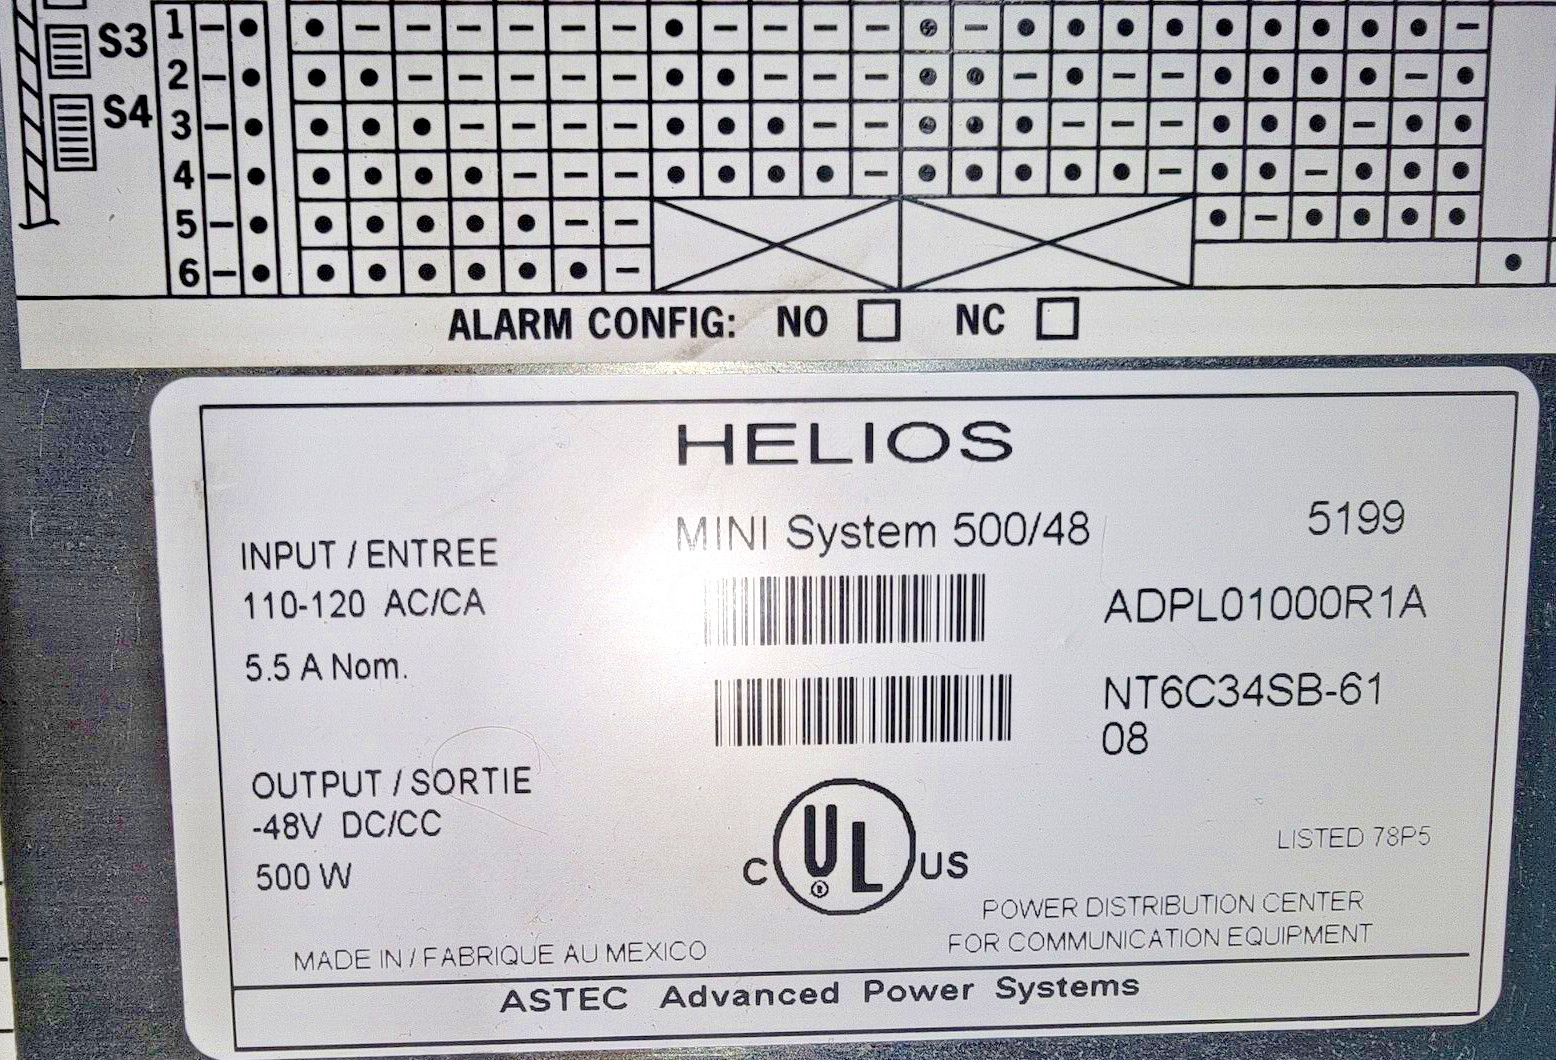 S3
S4
1
2
3
4
5
6
ALARM CONFIG: NO NC
HELIOS
MINI System 500/48
5199
INPUT / ENTREE
110-120 AC/CA
5.5 A Nom.
ADPL01000R1A
NT6C34SB-61
08
OUTPUT / SORTIE
-48V DC/CC
500 W
C UL® US
LISTED 78P5
POWER DISTRIBUTION CENTER
FOR COMMUNICATION EQUIPMENT
MADE IN / FABRIQUE AU MEXICO
ASTEC Advanced Power Systems